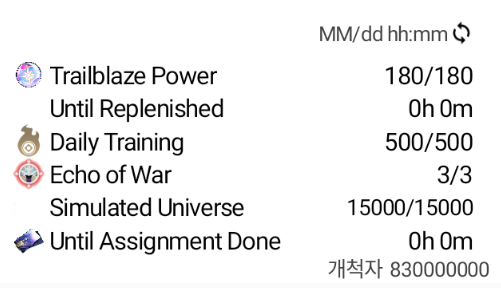 MM/dd hh:mm
Trailblaze Power 180/180
Until Replenished 0h 0m
Daily Training 500/500
Echo of War 3/3
Simulated Universe 15000/15000
Until Assignment Done 0h 0m
개척자 830000000